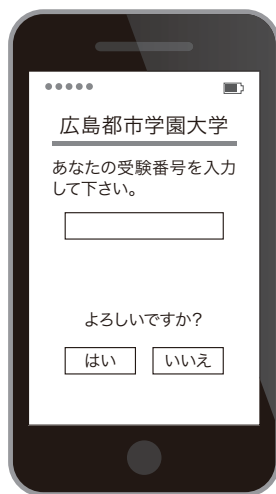 広島都市学園大学
あなたの受験番号を入力
して下さい。
よろしいですか?
はい
いいえ